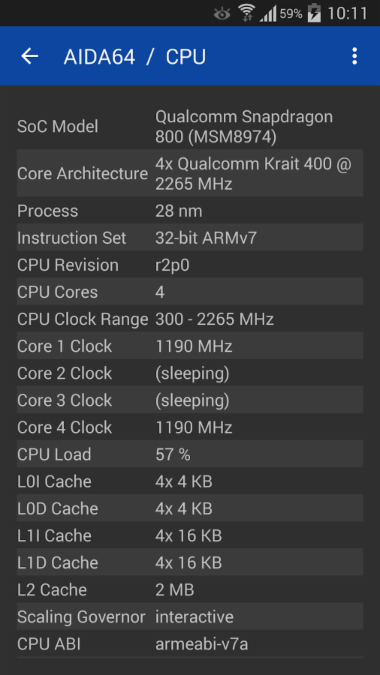 59% 10:11
AIDA64 / CPU
SoC Model Qualcomm Snapdragon
800 (MSM8974)
Core Architecture 4x Qualcomm Krait 400 @
2265 MHz
Process 28 nm
Instruction Set 32-bit ARMv7
CPU Revision r2p0
CPU Cores 4
CPU Clock Range 300 - 2265 MHz
Core 1 Clock 1190 MHz
Core 2 Clock (sleeping)
Core 3 Clock (sleeping)
Core 4 Clock 1190 MHz
CPU Load 57 %
L0I Cache 4x 4 KB
L0D Cache 4x 4 KB
L1I Cache 4x 16 KB
L1D Cache 4x 16 KB
L2 Cache 2 MB
Scaling Governor interactive
CPU ABI armeabi-v7a